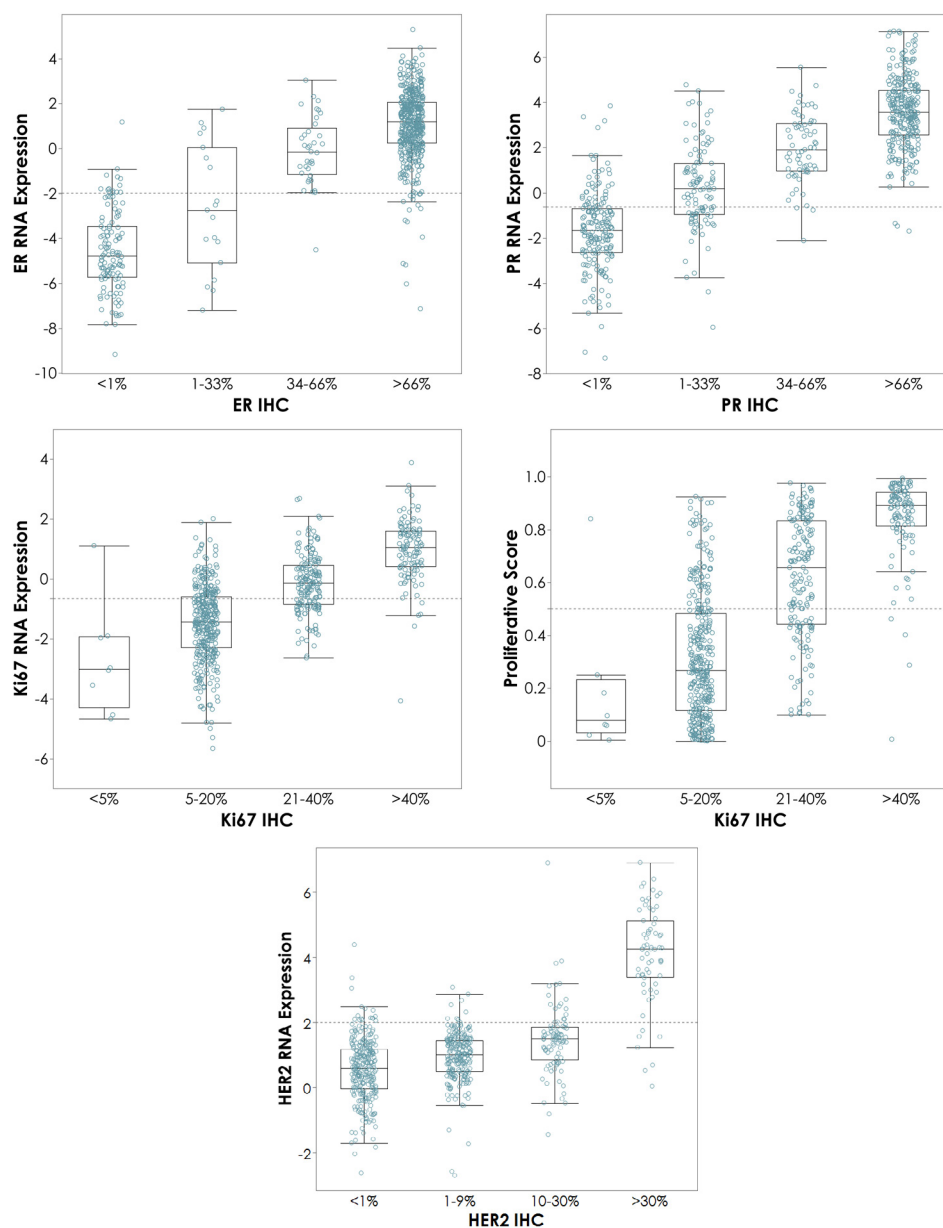 ER RNA Expression
4
2
0
-2
-4
-6
-8
-10
<1% 1-33% 34-66% >66%
ER IHC
PR RNA Expression
6
4
2
0
-2
-4
-6
-8
<1% 1-33% 34-66% >66%
PR IHC
Ki67 RNA Expression
4
2
0
-2
-4
-6
<5% 5-20% 21-40% >40%
Ki67 IHC
Proliferative Score
1.0
0.8
0.6
0.4
0.2
0
<5% 5-20% 21-40% >40%
Ki67 IHC
HER2 RNA Expression
6
4
2
0
-2
<1% 1-9% 10-30% >30%
HER2 IHC